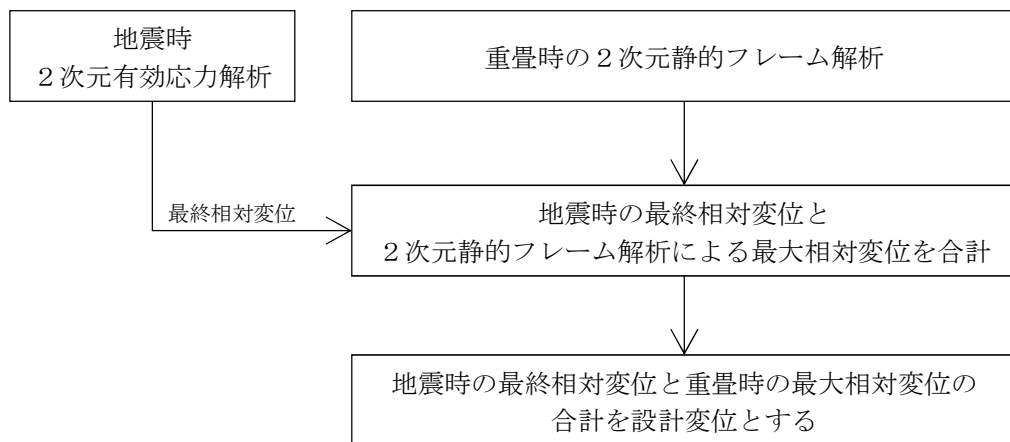 地震時
２次元有効応力解析
重畳時の２次元静的フレーム解析
最終相対変位
地震時の最終相対変位と
２次元静的フレーム解析による最大相対変位を合計
地震時の最終相対変位と重畳時の最大相対変位の
合計を設計変位とする